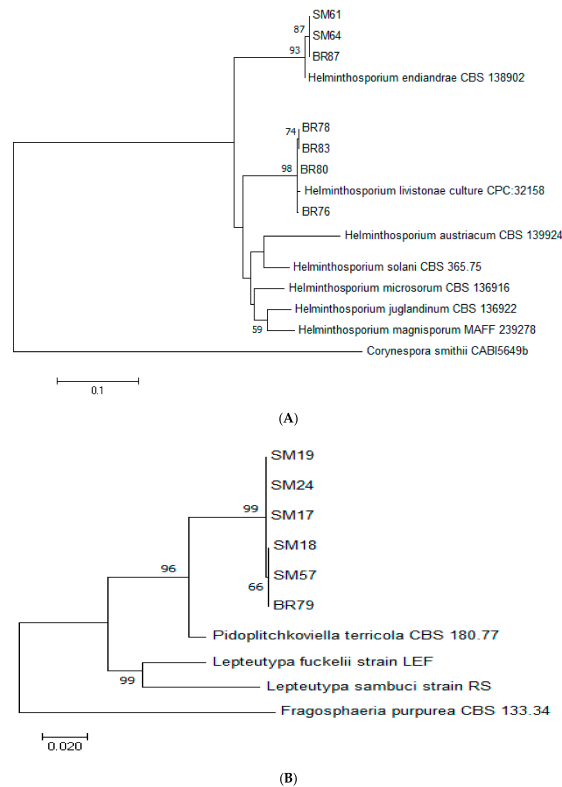 SM61
87
SM64
93
BR87
Helminthosporium endiandrae CBS 138902
BR78
74
BR83
98
BR80
Helminthosporium livistonae culture CPC:32158
BR76
Helminthosporium austriacum CBS 139924
Helminthosporium solani CBS 365.75
Helminthosporium microsorum CBS 136916
Helminthosporium juglandinum CBS 136922
59
Helminthosporium magnisporum MAFF 239278
Corynespora smithii CABI5649b
0.1
(A)
SM19
SM24
99
SM17
SM18
96
SM57
66
BR79
Pidoplitchkoviella terricola CBS 180.77
Lepteutypa fuckelii strain LEF
99
Lepteutypa sambuci strain RS
Fragosphaeria purpurea CBS 133.34
0.020
(B)